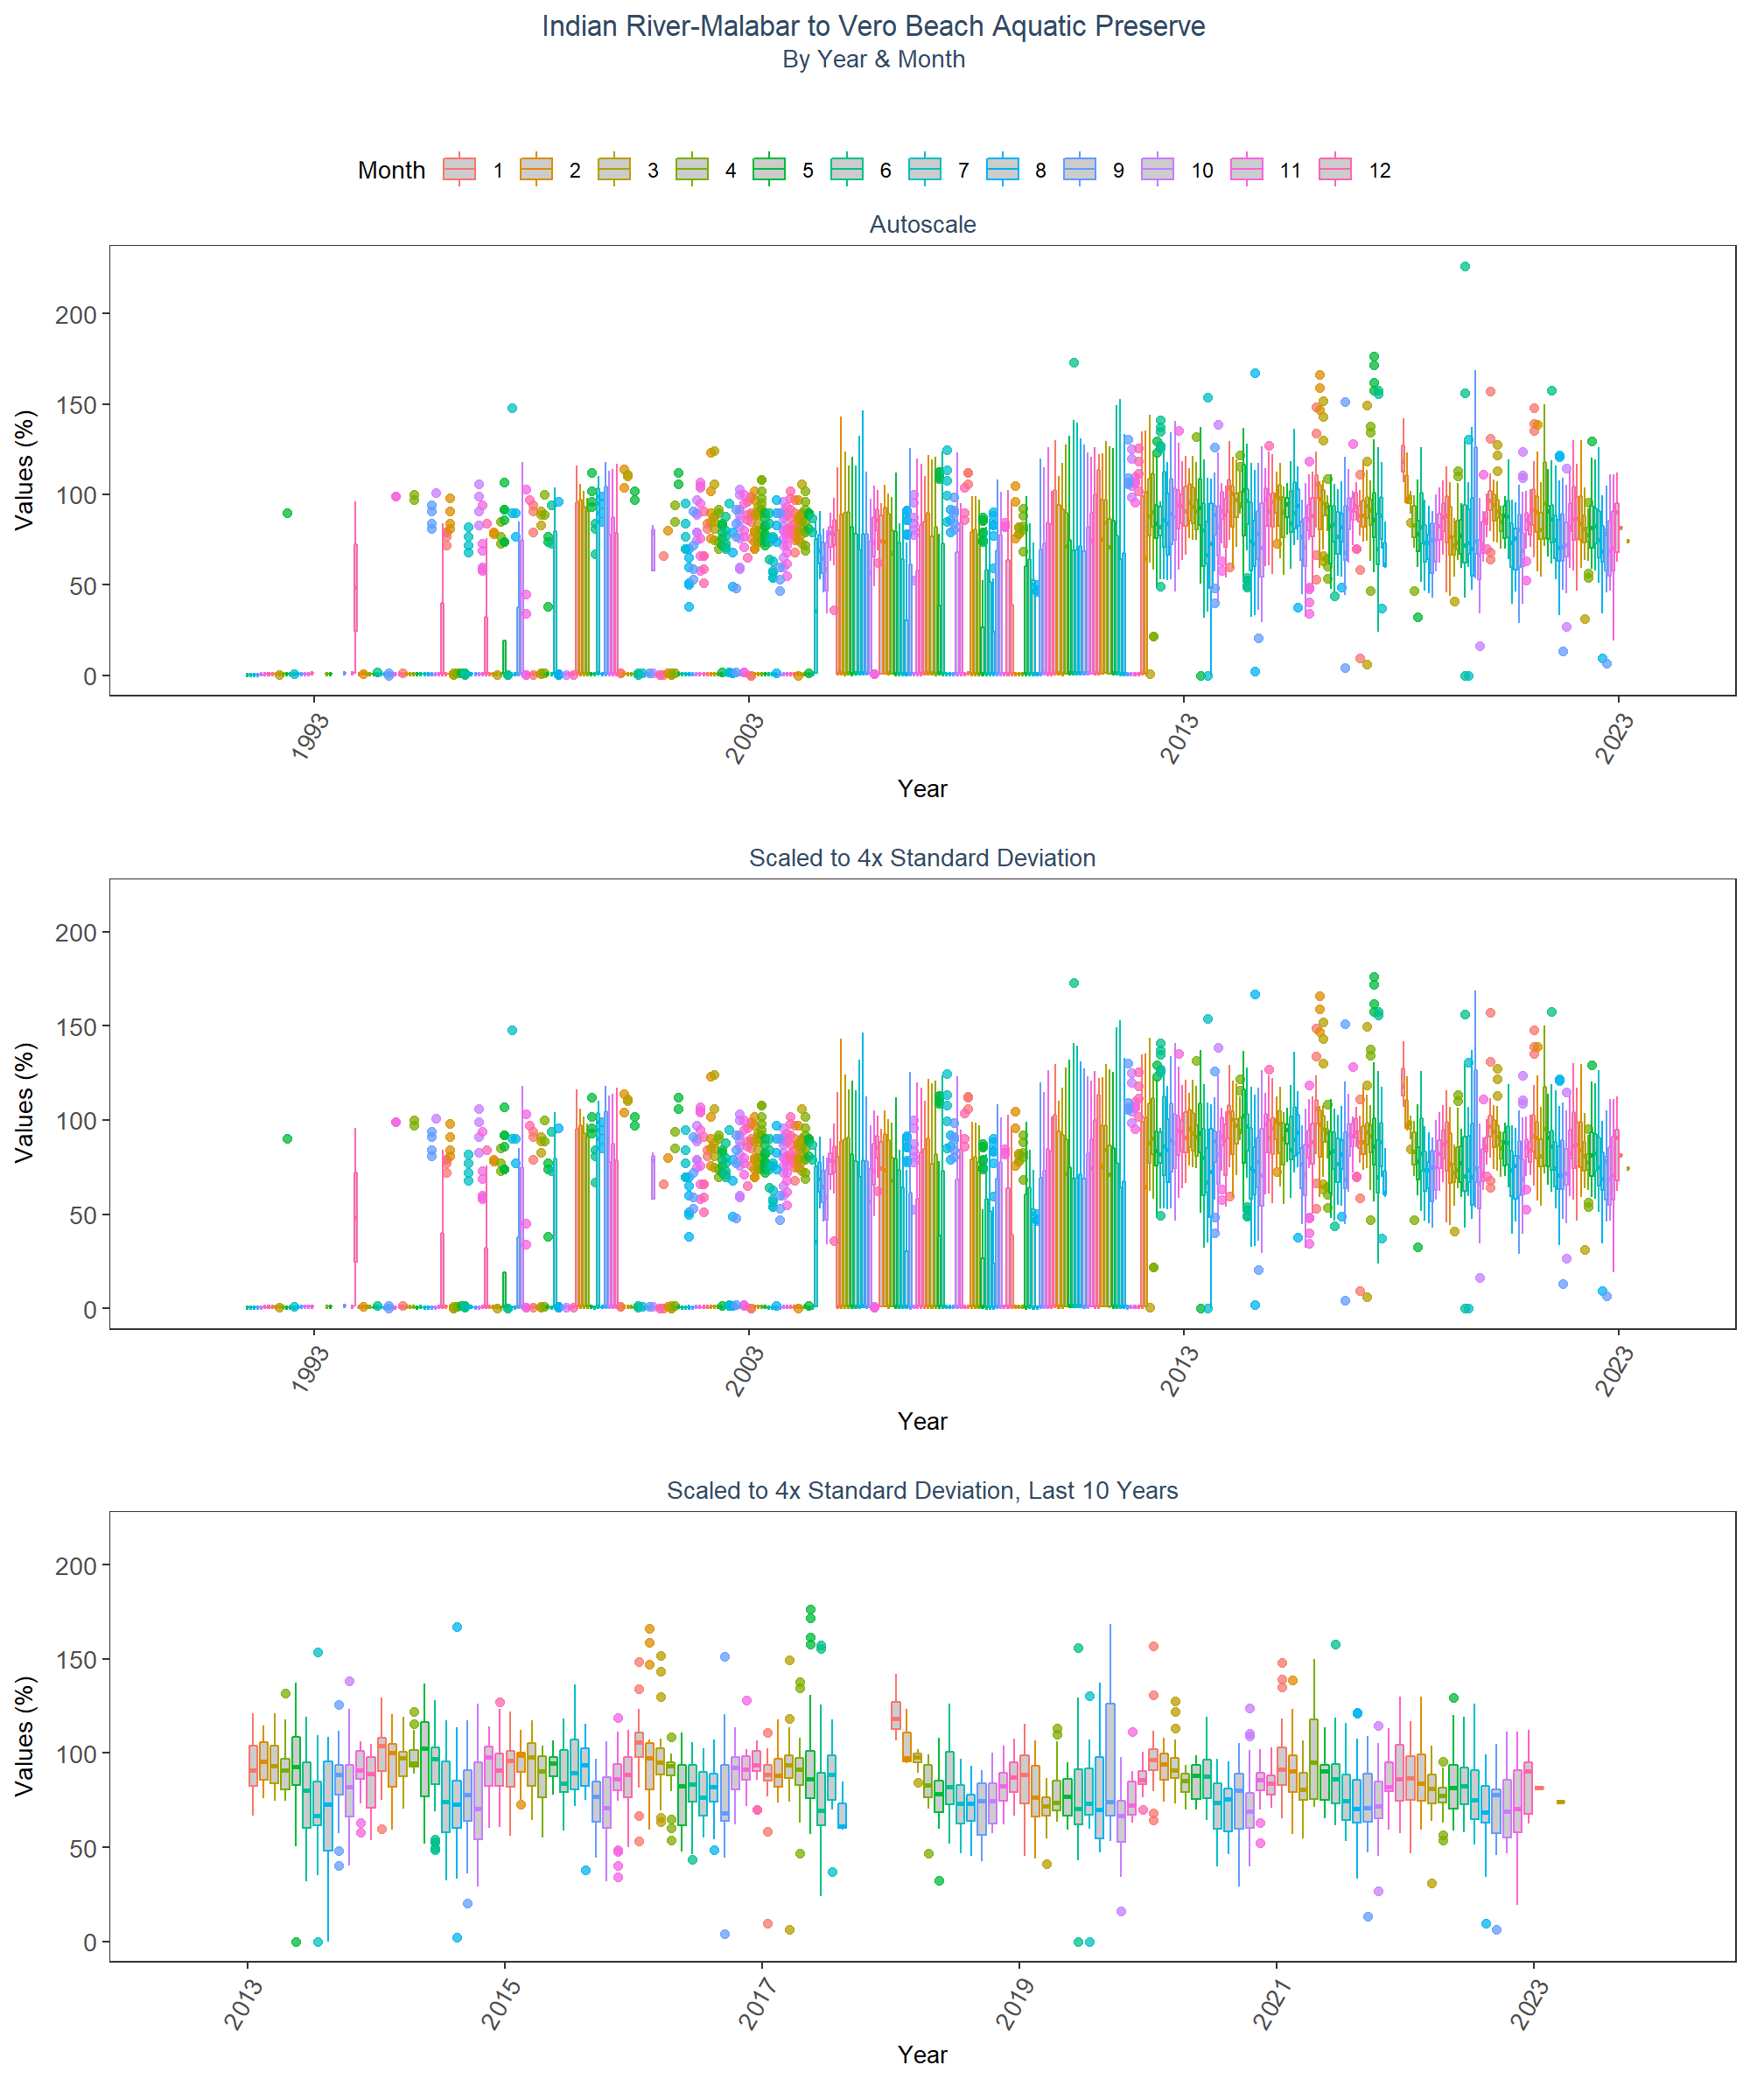 Indian River-Malabar to Vero Beach Aquatic Preserve
By Year & Month
Month 1 2 3 4 5 6 7 8 9 10 11 12
Autoscale
Values (%)
200
150
100
50
0
1993 2003 2013 2023
Year
Scaled to 4x Standard Deviation
Values (%)
200
150
100
50
0
1993 2003 2013 2023
Year
Scaled to 4x Standard Deviation, Last 10 Years
Values (%)
200
150
100
50
0
2013 2015 2017 2019 2021 2023
Year